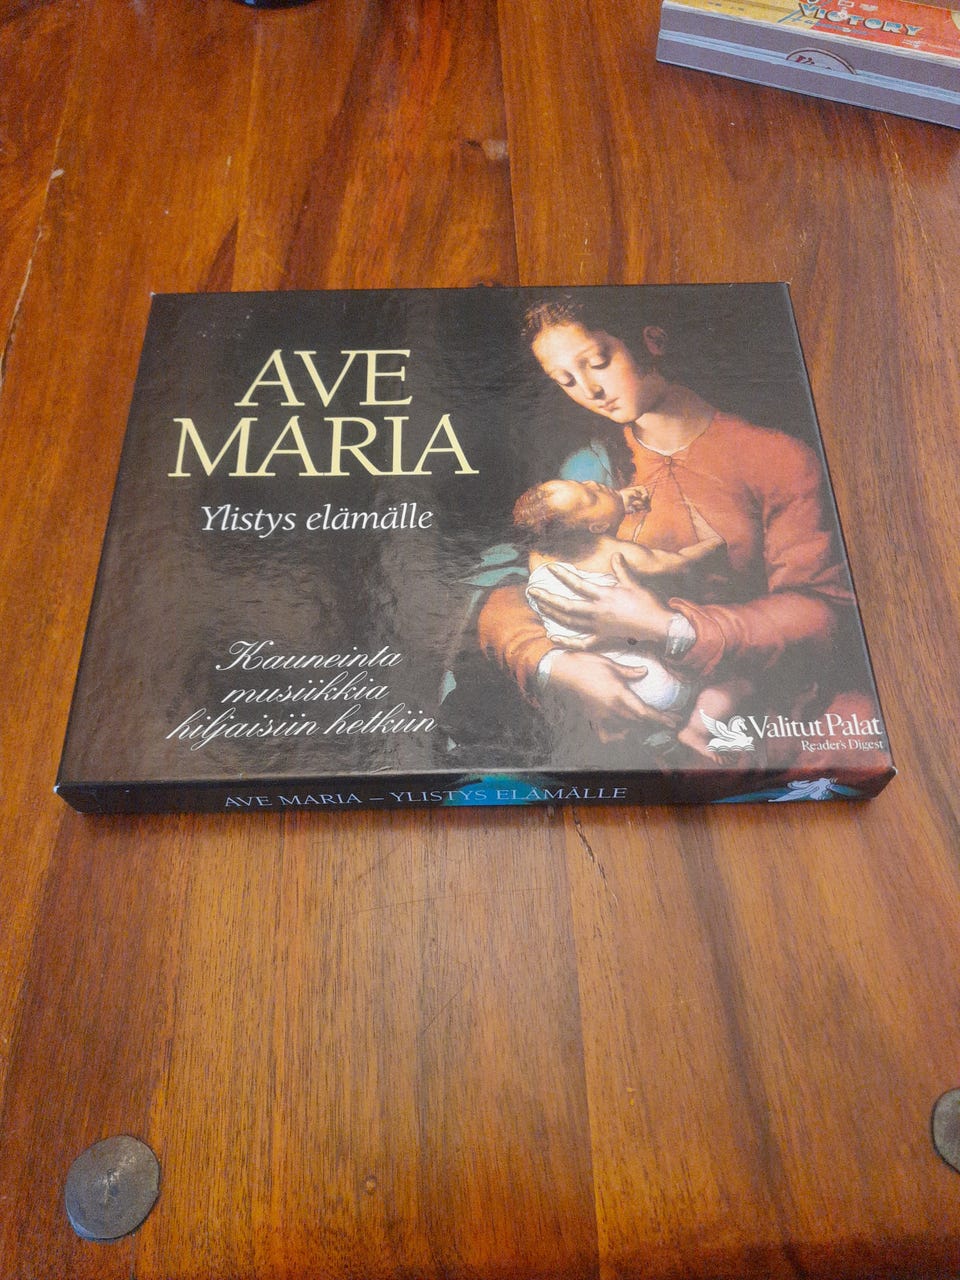 VICTORY
AVE
MARIA
Ylistys elämälle
Kauneinta
musiikkia
hiljaisiin hetkiin
Valitut Palat
Reader's Digest
AVE MARIA – YLISTYS ELÄMÄLLE